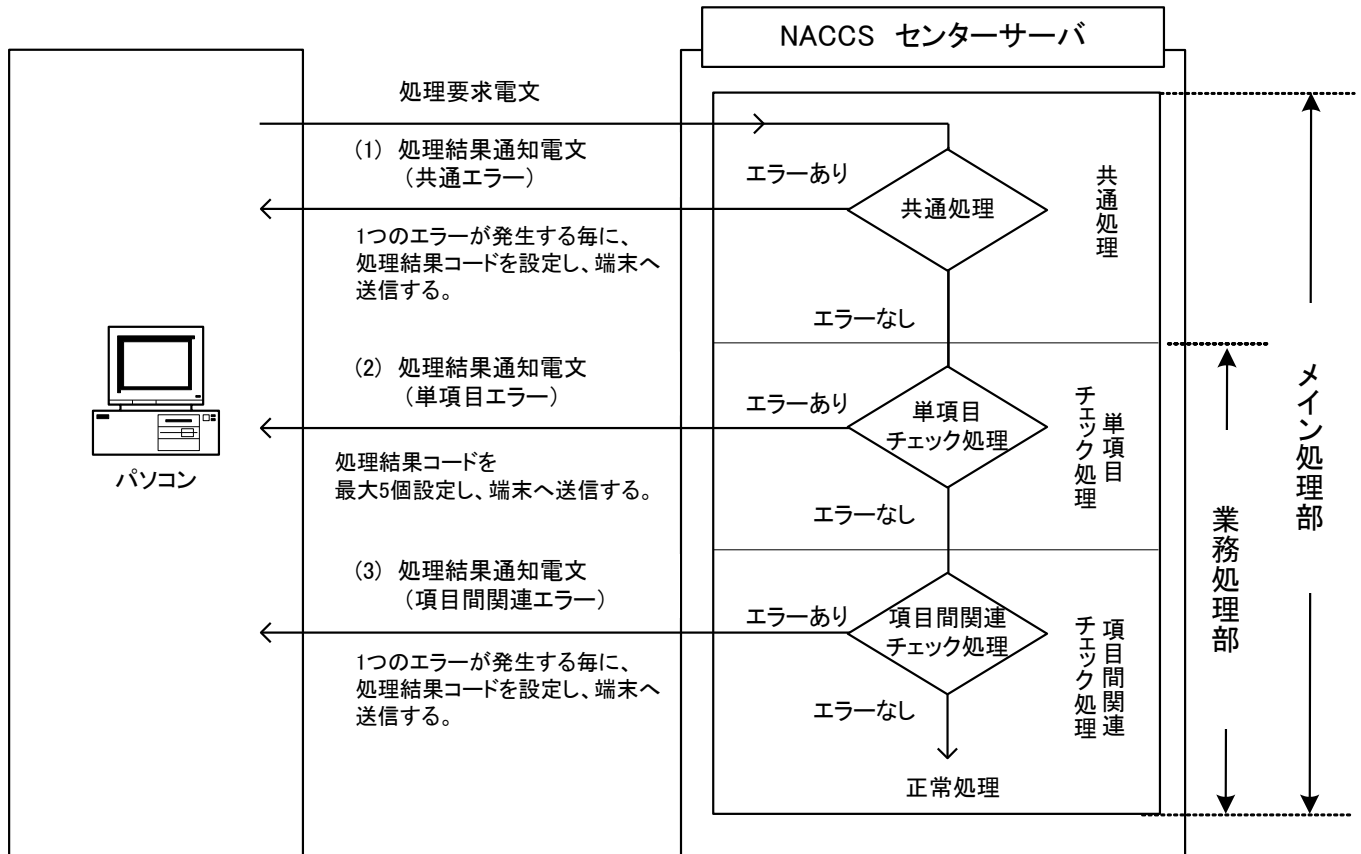 NACCS センターサーバ
処理要求電文
(1) 処理結果通知電文
（共通エラー）
エラーあり
共通処理
共通処理
1つのエラーが発生する毎に、
処理結果コードを設定し、端末へ
送信する。
エラーなし
(2) 処理結果通知電文
（単項目エラー）
エラーあり
単項目
チェック処理
単項目
チェック処理
処理結果コードを
最大5個設定し、端末へ送信する。
エラーなし
(3) 処理結果通知電文
（項目間関連エラー）
エラーあり
項目間関連
チェック処理
項目間関連
チェック処理
1つのエラーが発生する毎に、
処理結果コードを設定し、端末へ
送信する。
エラーなし
正常処理
パソコン
業務処理部
メイン処理部